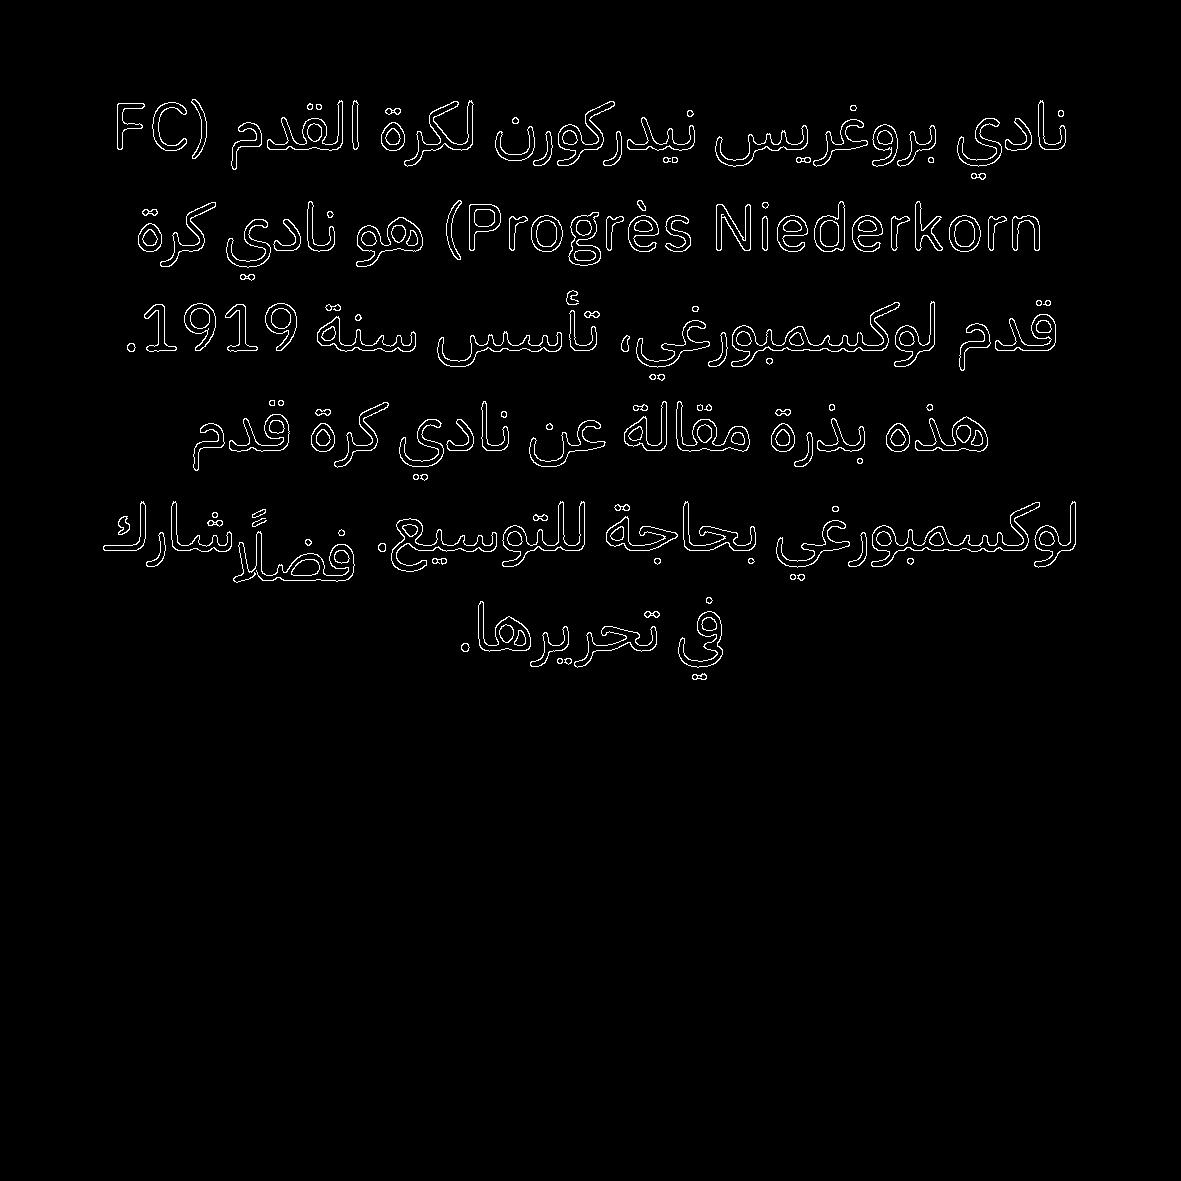 نادي بروغريس نيدركورن لكرة القدم (FC
Progrès Niederkorn) هو نادي كرة
قدم لوكسمبورغي، تأسس سنة 1919.
هذه بذرة مقالة عن نادي كرة قدم
لوكسمبورغي بحاجة للتوسيع. فضلًا شارك
في تحريرها.